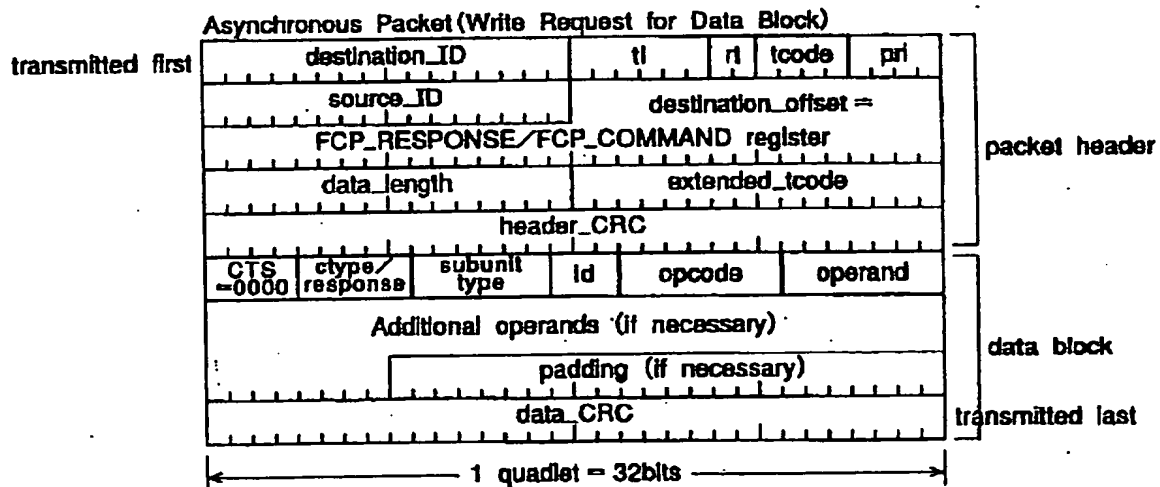 Asynchronous Packet (Write Request for Data Block)
transmitted first
destination_ID tl rt tcode pri
source_ID destination_offset =
FCP_RESPONSE/FCP_COMMAND register
packet header
data_length extended_tcode
header_CRC
CTS =0000 ctype/ response subunit type id opcode operand
Additional operands (if necessary)
data block
padding (if necessary)
data_CRC
transmitted last
1 quadlet = 32bits